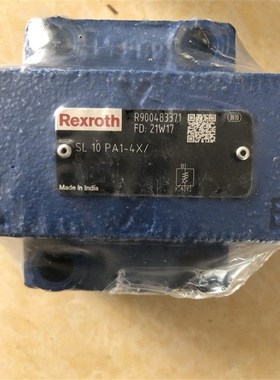 Rexroth
R900483371
FD: 21W17
SL 10 PA1-4X/
Made in India